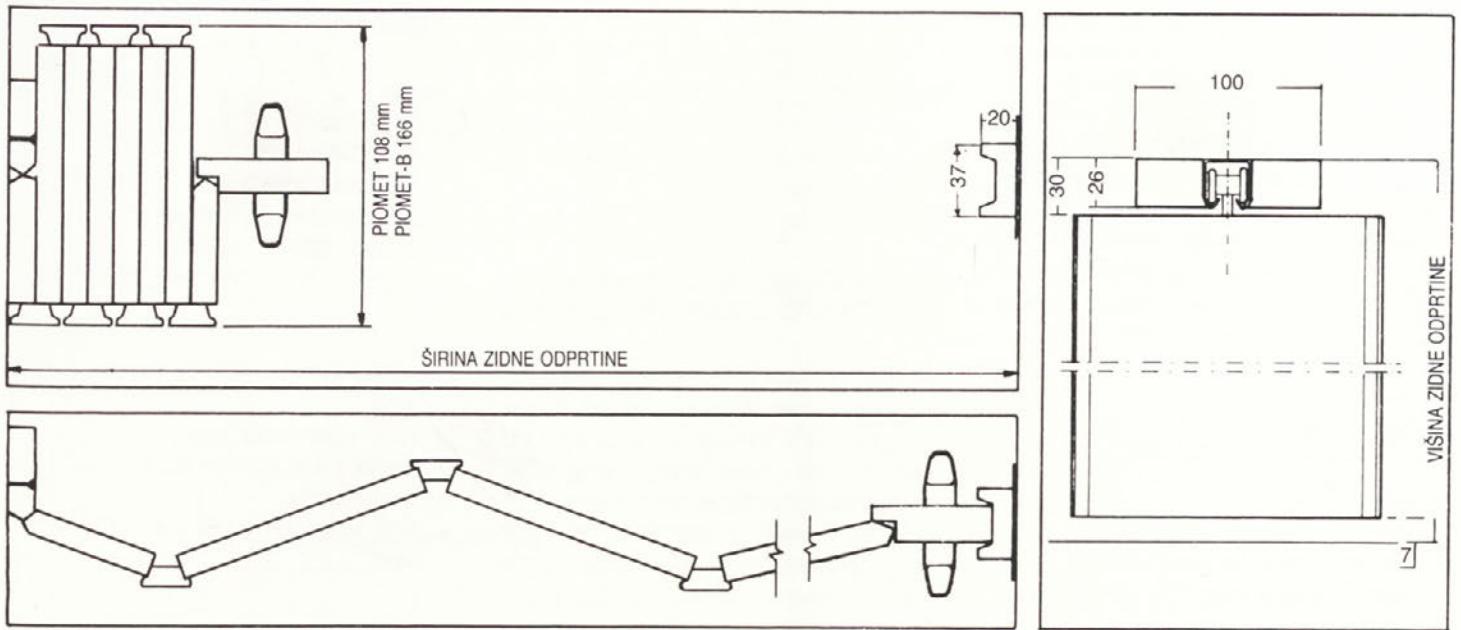 PIOMET 108 mm
PIOMET-B 166 mm
20
37
ŠIRINA ZIDNE ODPRTINE
100
30
26
VIŠINA ZIDNE ODPRTINE
7